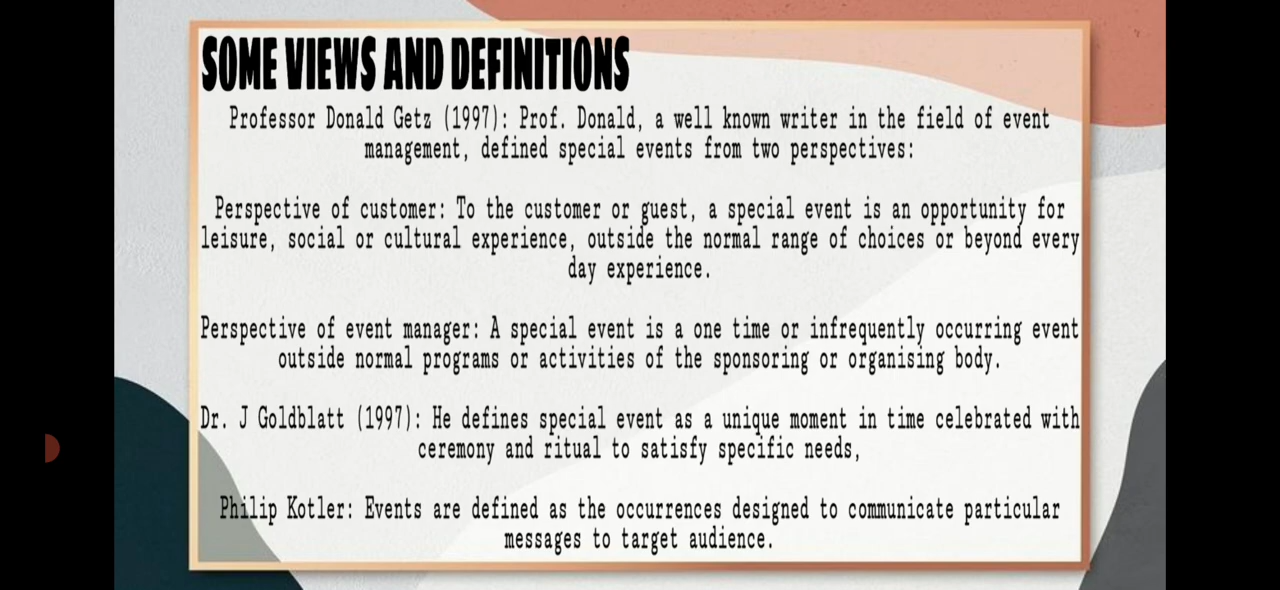 SOME VIEWS AND DEFINITIONS
Professor Donald Getz (1997): Prof. Donald, a well known writer in the field of event
management, defined special events from two perspectives:
Perspective of customer: To the customer or guest, a special event is an opportunity for
leisure, social or cultural experience, outside the normal range of choices or beyond every
day experience.
Perspective of event manager: A special event is a one time or infrequently occurring event
outside normal programs or activities of the sponsoring or organising body.
Dr. J Goldblatt (1997): He defines special event as a unique moment in time celebrated with
ceremony and ritual to satisfy specific needs,
Philip Kotler: Events are defined as the occurrences designed to communicate particular
messages to target audience.